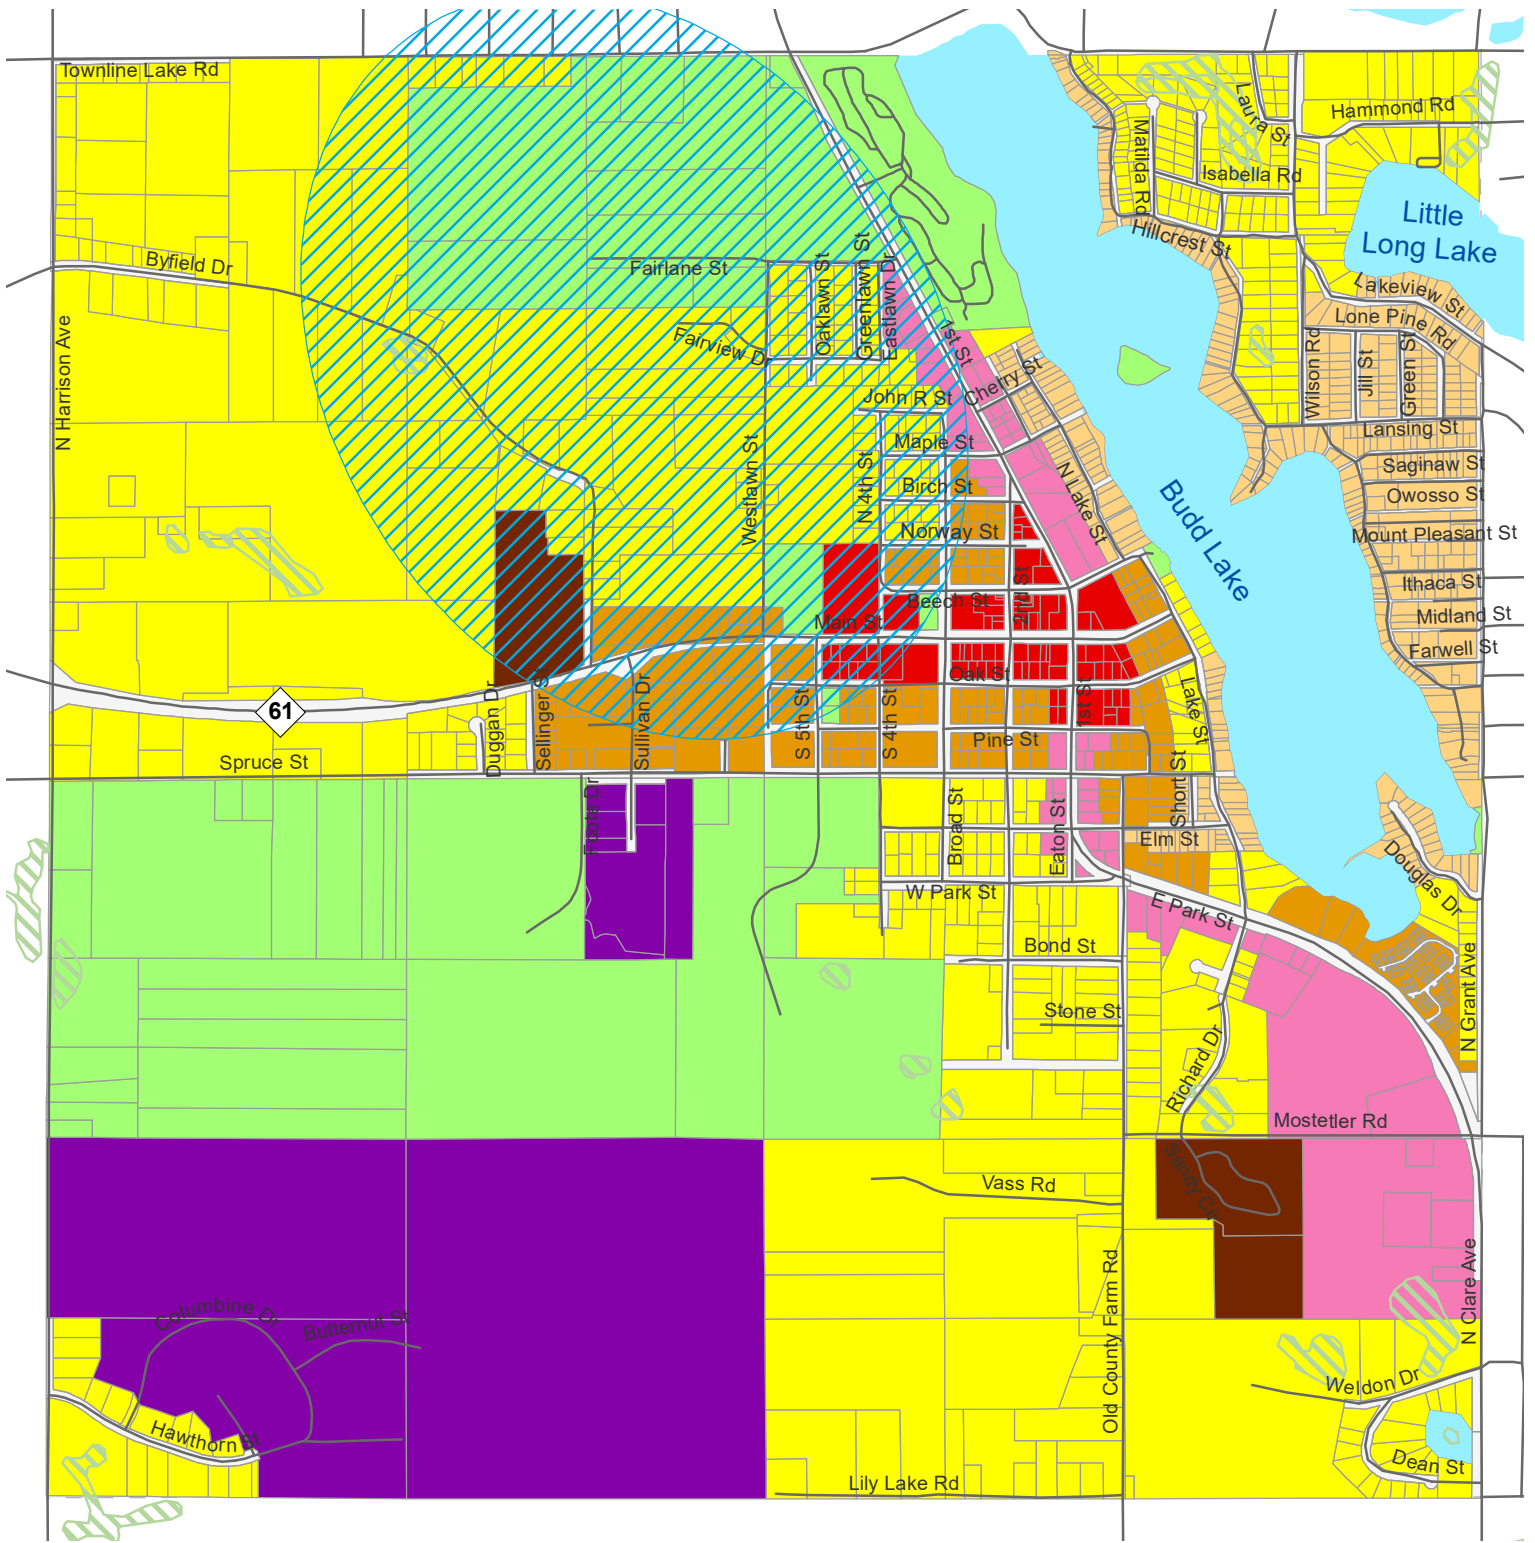 Townline Lake Rd
Laura St
Hammond Rd
Matilda Rd
Isabella Rd
Little
Long Lake
Hillcrest St
Byfield Dr
Fairlane St
Oaklawn St
Greenlawn St
Eastlawn Dr
Lakeview St
Lone Pine Rd
N Harrison Ave
Fairview Dr
1st St
Cherry St
Wilson Rd
Jill St
Green St
John R St
Lansing St
Maple St
Westlawn St
N 4th St
N Lake St
Saginaw St
Birch St
Owosso St
Budd Lake
Norway St
Mount Pleasant St
2nd St
Beech St
Ithaca St
Main St
Midland St
Farwell St
Oak St
61
Duggan Dr
Sellinger St
Sullivan Dr
S 5th St
S 4th St
1st St
Lake St
Pine St
Spruce St
Foote Dr
Broad St
Eaton St
Short St
Elm St
Douglas Dr
W Park St
E Park St
Bond St
N Grant Ave
Stone St
Richard Dr
Mostetler Rd
Sandy Cir
Vass Rd
Old County Farm Rd
N Clare Ave
Columbine Dr
Butternut St
Weldon Dr
Hawthorn St
Dean St
Lily Lake Rd